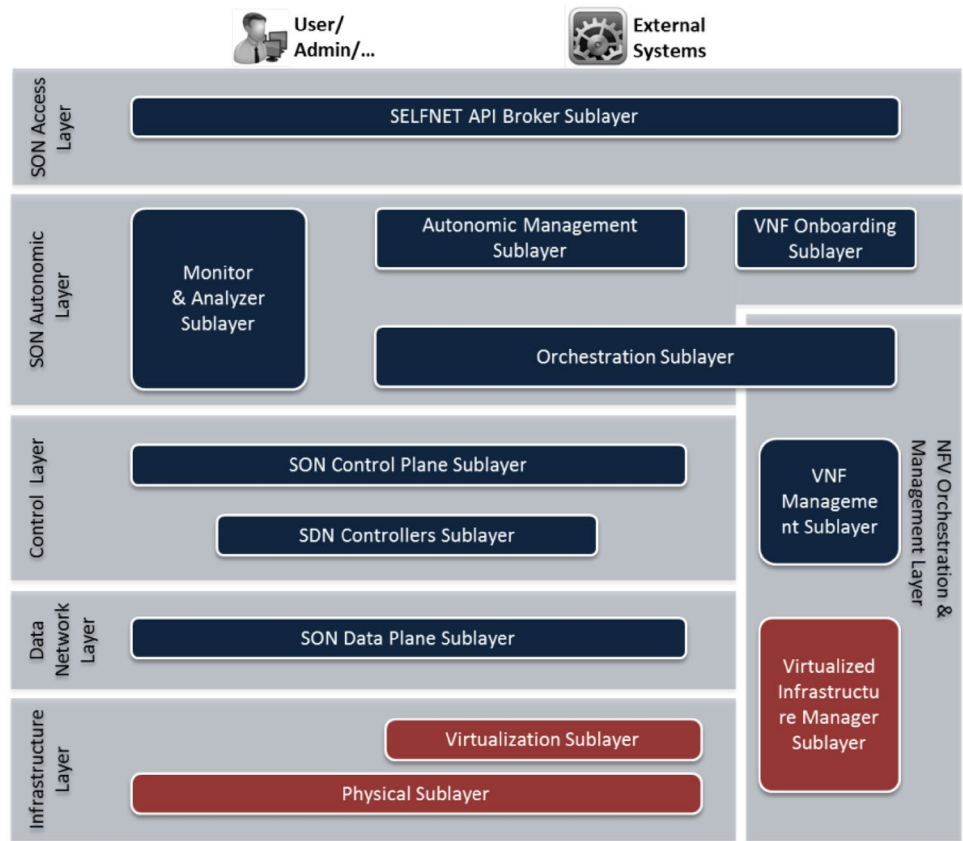 User/
Admin/...
External
Systems
SON Access
Layer
SELFNET API Broker Sublayer
SON Autonomic
Layer
Monitor
& Analyzer
Sublayer
Autonomic Management
Sublayer
VNF Onboarding
Sublayer
Orchestration Sublayer
Control Layer
SON Control Plane Sublayer
SDN Controllers Sublayer
NFV Orchestration &
Management Layer
VNF
Manageme
nt Sublayer
Data
Network
Layer
SON Data Plane Sublayer
Virtualized
Infrastructu
re Manager
Sublayer
Infrastructure
Layer
Virtualization Sublayer
Physical Sublayer